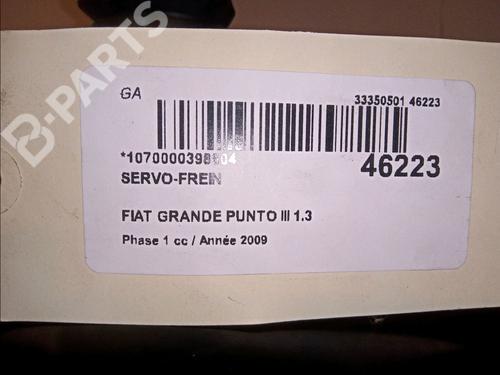 B-PARTS
GA
33350501 46223
46223
SERVO-FREIN
FIAT GRANDE PUNTO III 1.3
Phase 1 cc / Année 2009